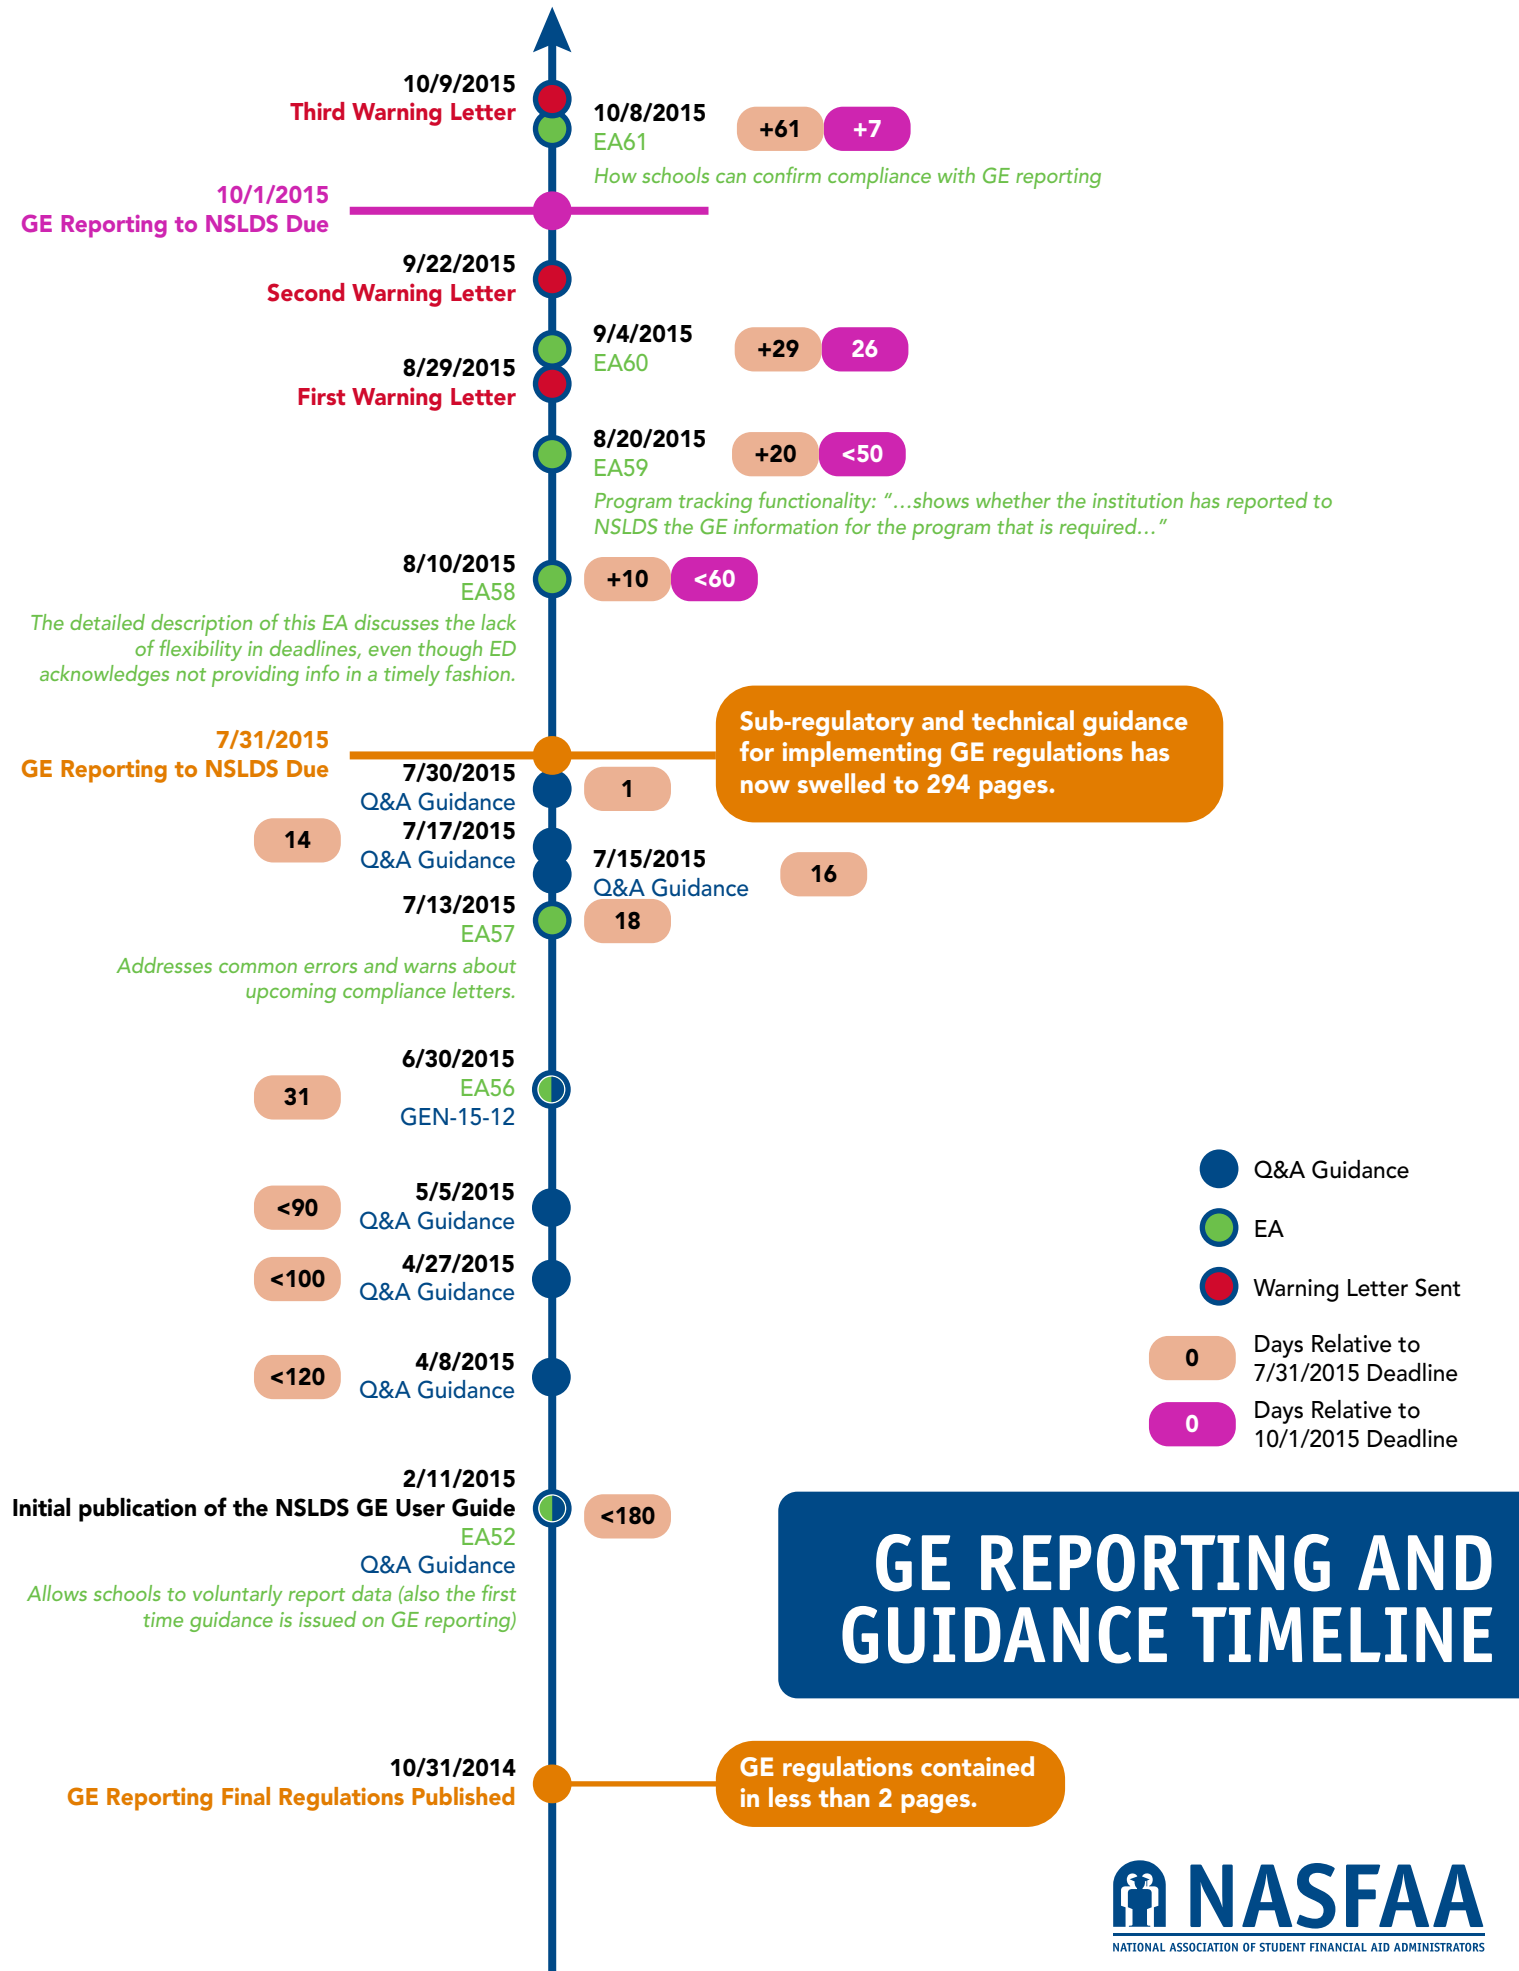 10/9/2015
Third Warning Letter
10/8/2015
EA61
+61
+7
How schools can confirm compliance with GE reporting
10/1/2015
GE Reporting to NSLDS Due
9/22/2015
Second Warning Letter
9/4/2015
EA60
+29
26
8/29/2015
First Warning Letter
8/20/2015
EA59
+20
<50
Program tracking functionality: “…shows whether the institution has reported to
NSLDS the GE information for the program that is required…”
8/10/2015
EA58
+10
<60
The detailed description of this EA discusses the lack
of flexibility in deadlines, even though ED
acknowledges not providing info in a timely fashion.
7/31/2015
GE Reporting to NSLDS Due
Sub-regulatory and technical guidance
for implementing GE regulations has
now swelled to 294 pages.
7/30/2015
Q&A Guidance
1
14
7/17/2015
Q&A Guidance
7/15/2015
Q&A Guidance
16
7/13/2015
EA57
18
Addresses common errors and warns about
upcoming compliance letters.
6/30/2015
EA56
GEN-15-12
31
5/5/2015
Q&A Guidance
<90
4/27/2015
Q&A Guidance
<100
4/8/2015
Q&A Guidance
<120
2/11/2015
Initial publication of the NSLDS GE User Guide
EA52
Q&A Guidance
<180
Allows schools to voluntarly report data (also the first
time guidance is issued on GE reporting)
10/31/2014
GE Reporting Final Regulations Published
GE regulations contained
in less than 2 pages.
Q&A Guidance
EA
Warning Letter Sent
0
Days Relative to
7/31/2015 Deadline
0
Days Relative to
10/1/2015 Deadline
GE REPORTING AND
GUIDANCE TIMELINE
NASFAA
NATIONAL ASSOCIATION OF STUDENT FINANCIAL AID ADMINISTRATORS